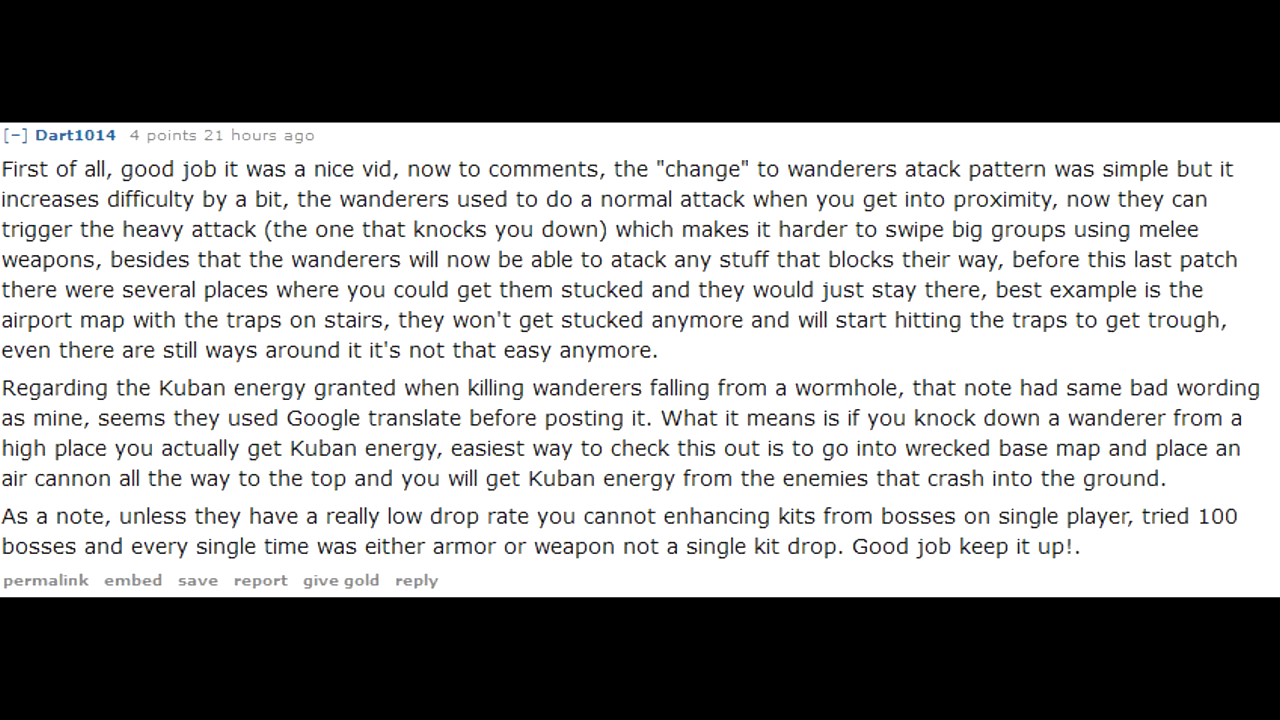 [−] Dart1014 4 points 21 hours ago
First of all, good job it was a nice vid, now to comments, the "change" to wanderers atack pattern was simple but it
increases difficulty by a bit, the wanderers used to do a normal attack when you get into proximity, now they can
trigger the heavy attack (the one that knocks you down) which makes it harder to swipe big groups using melee
weapons, besides that the wanderers will now be able to atack any stuff that blocks their way, before this last patch
there were several places where you could get them stucked and they would just stay there, best example is the
airport map with the traps on stairs, they won't get stucked anymore and will start hitting the traps to get trough,
even there are still ways around it it's not that easy anymore.
Regarding the Kuban energy granted when killing wanderers falling from a wormhole, that note had same bad wording
as mine, seems they used Google translate before posting it. What it means is if you knock down a wanderer from a
high place you actually get Kuban energy, easiest way to check this out is to go into wrecked base map and place an
air cannon all the way to the top and you will get Kuban energy from the enemies that crash into the ground.
As a note, unless they have a really low drop rate you cannot enhancing kits from bosses on single player, tried 100
bosses and every single time was either armor or weapon not a single kit drop. Good job keep it up!.
permalink embed save report give gold reply